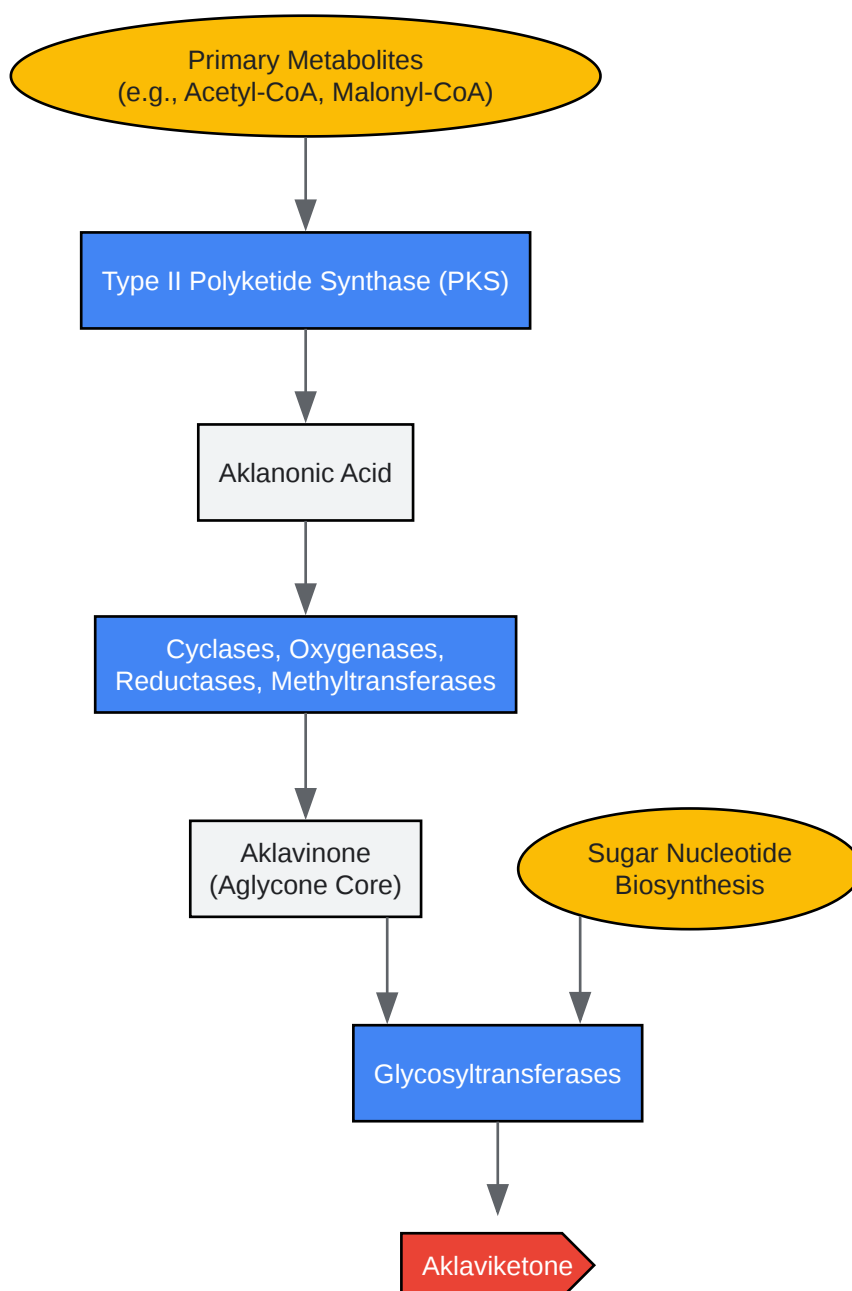 Primary Metabolites
(e.g., Acetyl-CoA, Malonyl-CoA)
Type II Polyketide Synthase (PKS)
Aklanonic Acid
Cyclases, Oxygenases,
Reductases, Methyltransferases
Aklavinone
(Aglycone Core)
Sugar Nucleotide
Biosynthesis
Glycosyltransferases
Aklaviketone